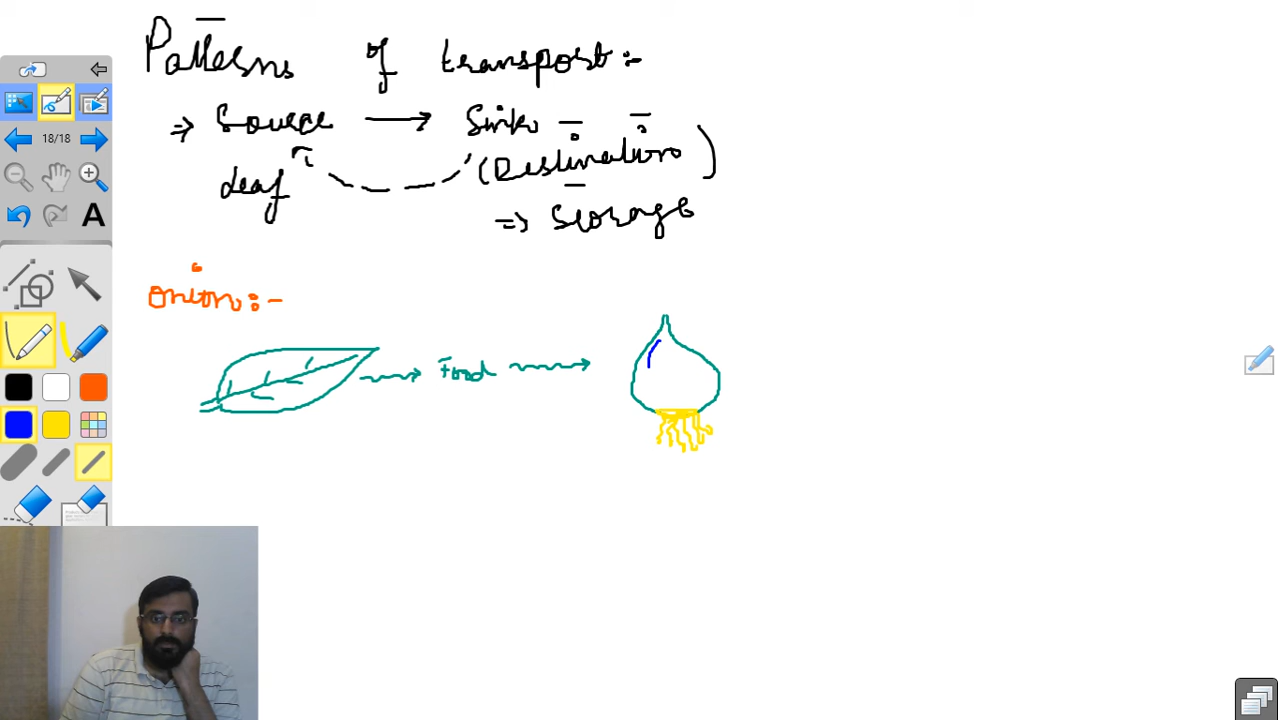 18/18
A
Patterns of transport:-
⇒ Source → Sink
Leaf (Destination)
⇒ Storage
Onion:-
Food